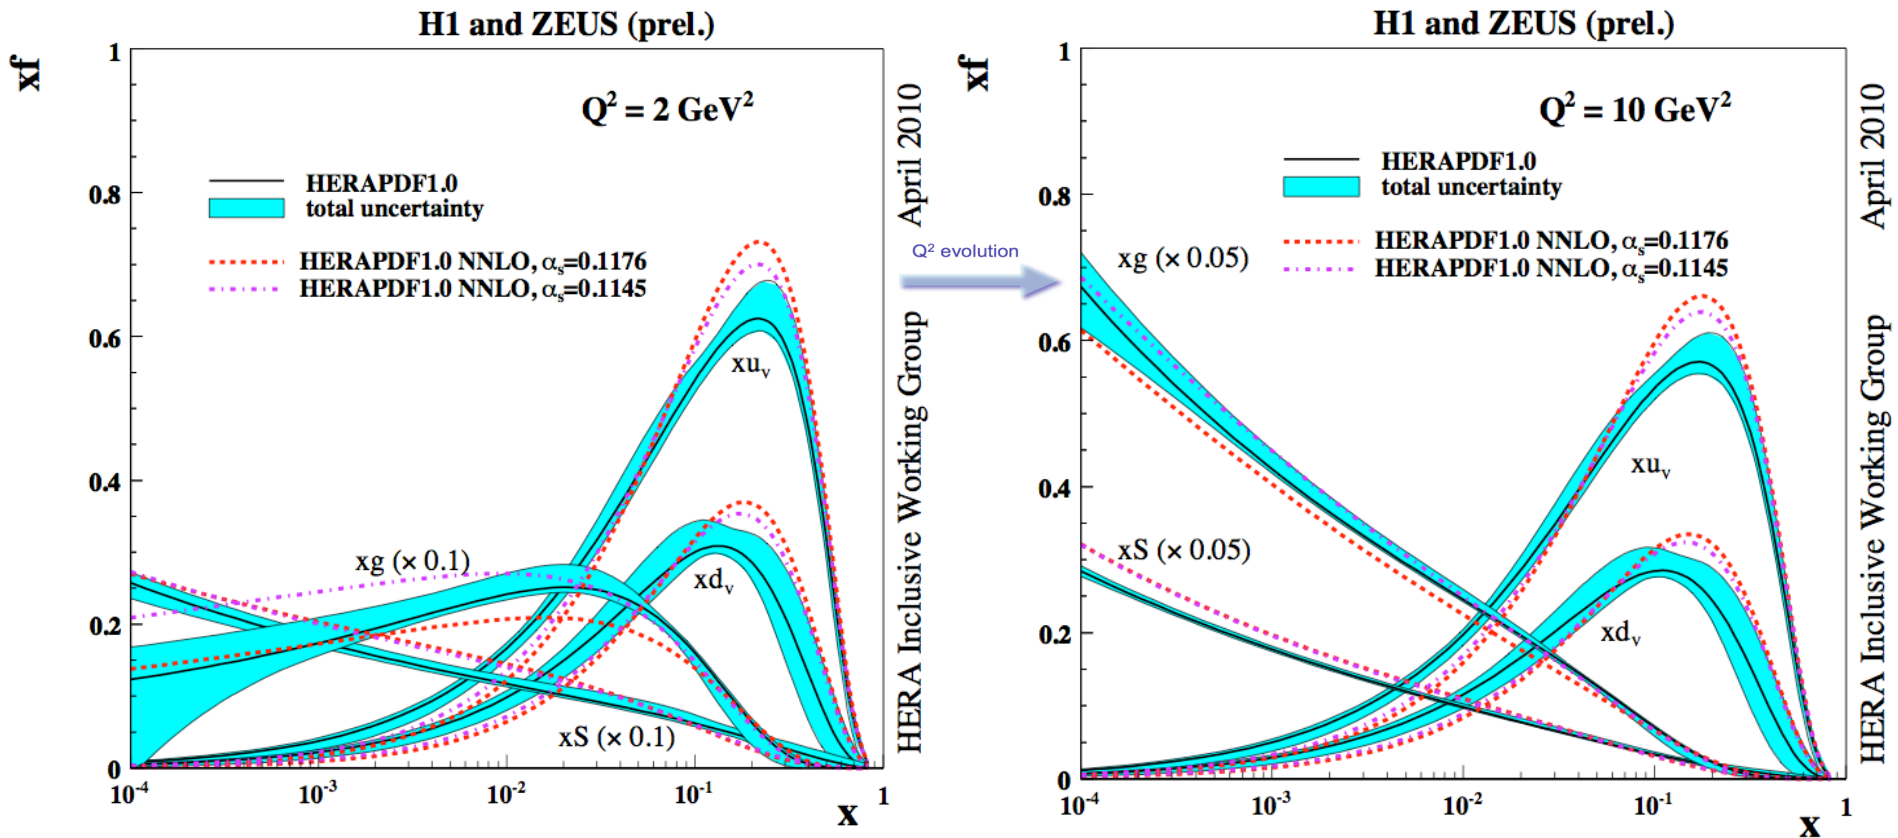 H1 and ZEUS (prel.)
xf
Q² = 2 GeV²
HERAPDF1.0
total uncertainty
HERAPDF1.0 NNLO, αₛ=0.1176
HERAPDF1.0 NNLO, αₛ=0.1145
xuᵥ
xg (× 0.1)
xdᵥ
xS (× 0.1)
1
0.8
0.6
0.4
0.2
0
10⁻⁴
10⁻³
10⁻²
10⁻¹
1
x
HERA Inclusive Working Group April 2010
Q² evolution
H1 and ZEUS (prel.)
xf
Q² = 10 GeV²
HERAPDF1.0
total uncertainty
HERAPDF1.0 NNLO, αₛ=0.1176
HERAPDF1.0 NNLO, αₛ=0.1145
xg (× 0.05)
xuᵥ
xS (× 0.05)
xdᵥ
1
0.8
0.6
0.4
0.2
0
10⁻⁴
10⁻³
10⁻²
10⁻¹
1
x
HERA Inclusive Working Group April 2010